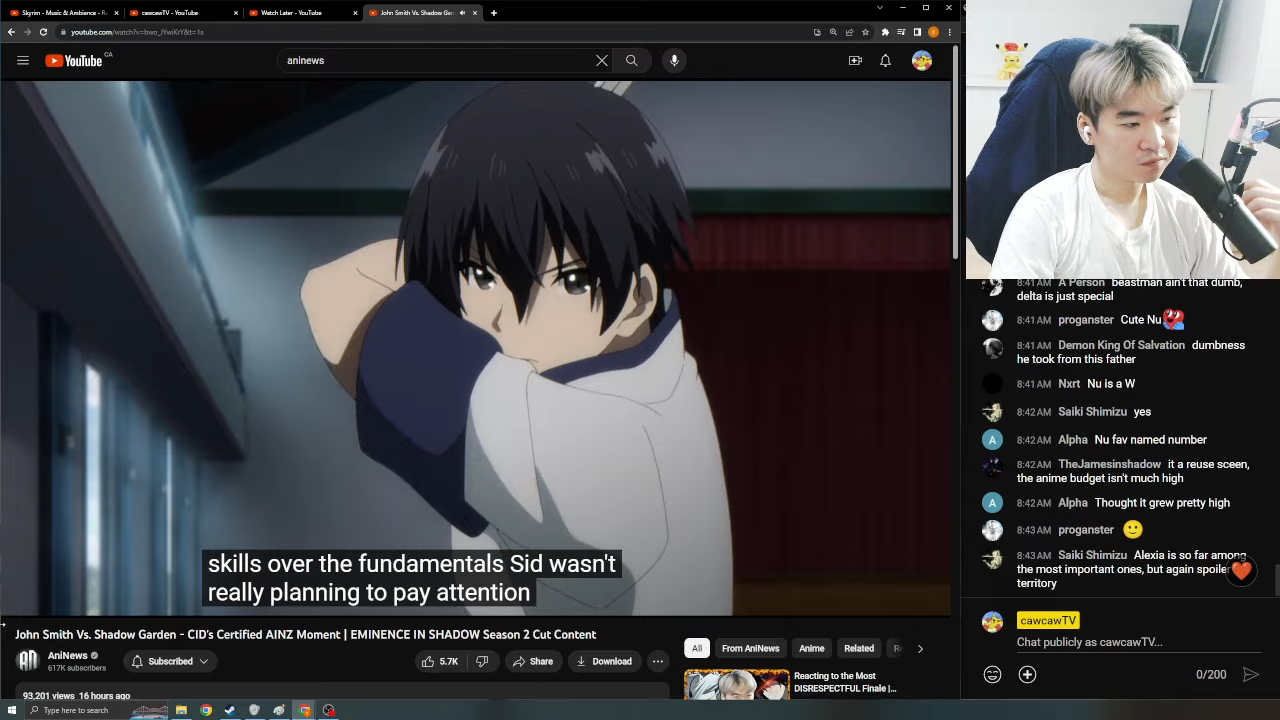 Skyrim - Music & Ambience - R
cawcawTV - YouTube
Watch Later - YouTube
John Smith Vs. Shadow Gar
youtube.com/watch?v=bwo_jYwiKrY&t=1s
YouTube CA
aninews
skills over the fundamentals Sid wasn't
really planning to pay attention
John Smith Vs. Shadow Garden - CID's Certified AINZ Moment | EMINENCE IN SHADOW Season 2 Cut Content
AniNews
617K subscribers
Subscribed
5.7K
Share
Download
93,201 views 16 hours ago
All
From AniNews
Anime
Related
Reacting to the Most
DISRESPECTFUL Finale |...
8:41 AM A Person beastman ain't that dumb,
delta is just special
8:41 AM proganster Cute Nu
8:41 AM Demon King Of Salvation dumbness
he took from this father
8:41 AM Nxrt Nu is a W
8:42 AM Saiki Shimizu yes
A 8:42 AM Alpha Nu fav named number
8:42 AM TheJamesinshadow it a reuse sceen,
the anime budget isn't much high
A 8:42 AM Alpha Thought it grew pretty high
8:43 AM proganster
8:43 AM Saiki Shimizu Alexia is so far among
the most important ones, but again spoile
territory
cawcawTV
Chat publicly as cawcawTV...
0/200
Type here to search